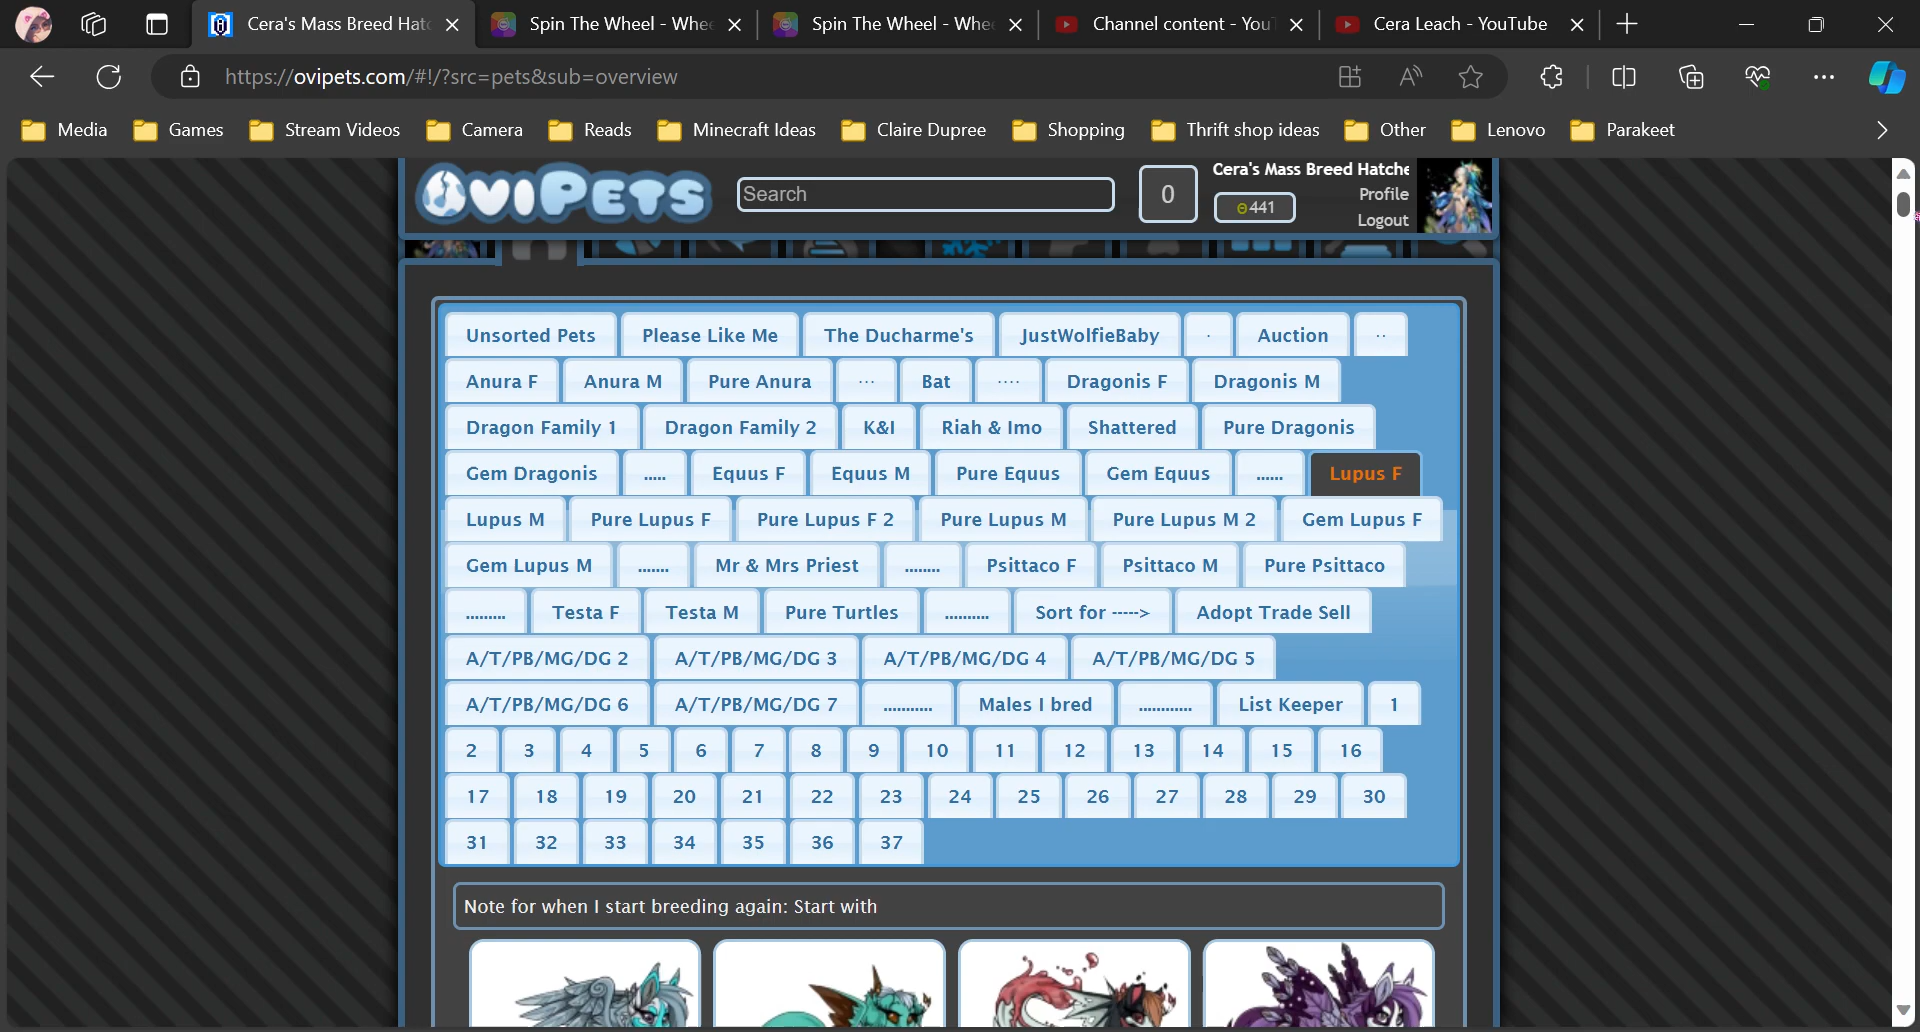 Cera's Mass Breed Hatc
Spin The Wheel - Whee
Spin The Wheel - Whe
Channel content - YouT
Cera Leach - YouTube
https://ovipets.com/#!/?src=pets&sub=overview
Media Games Stream Videos Camera Reads Minecraft Ideas Claire Dupree Shopping Thrift shop ideas Other Lenovo Parakeet
OviPets
Search
0
Cera's Mass Breed Hatche
441
Profile
Logout
Unsorted Pets Please Like Me The Ducharme's JustWolfieBaby . Auction ..
Anura F Anura M Pure Anura ... Bat .... Dragonis F Dragonis M
Dragon Family 1 Dragon Family 2 K&I Riah & Imo Shattered Pure Dragonis
Gem Dragonis ..... Equus F Equus M Pure Equus Gem Equus ...... Lupus F
Lupus M Pure Lupus F Pure Lupus F 2 Pure Lupus M Pure Lupus M 2 Gem Lupus F
Gem Lupus M ....... Mr & Mrs Priest ........ Psittaco F Psittaco M Pure Psittaco
......... Testa F Testa M Pure Turtles .......... Sort for -----> Adopt Trade Sell
A/T/PB/MG/DG 2 A/T/PB/MG/DG 3 A/T/PB/MG/DG 4 A/T/PB/MG/DG 5
A/T/PB/MG/DG 6 A/T/PB/MG/DG 7 ........... Males I bred ............ List Keeper 1
2 3 4 5 6 7 8 9 10 11 12 13 14 15 16
17 18 19 20 21 22 23 24 25 26 27 28 29 30
31 32 33 34 35 36 37
Note for when I start breeding again: Start with